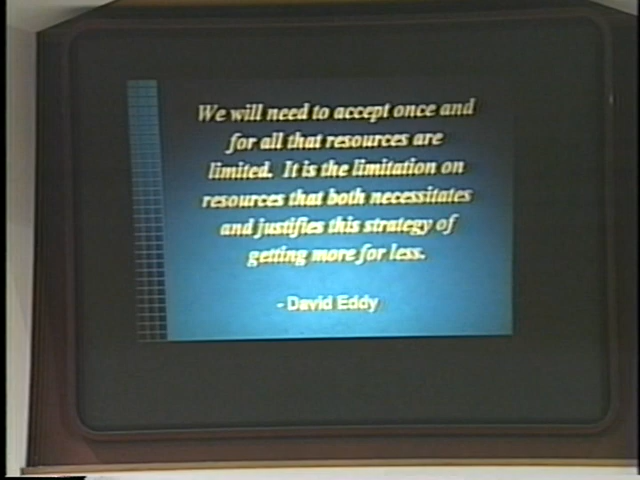 We will need to accept once and
for all that resources are
limited. It is the limitation on
resources that both necessitates
and justifies this strategy of
getting more for less.
- David Eddy